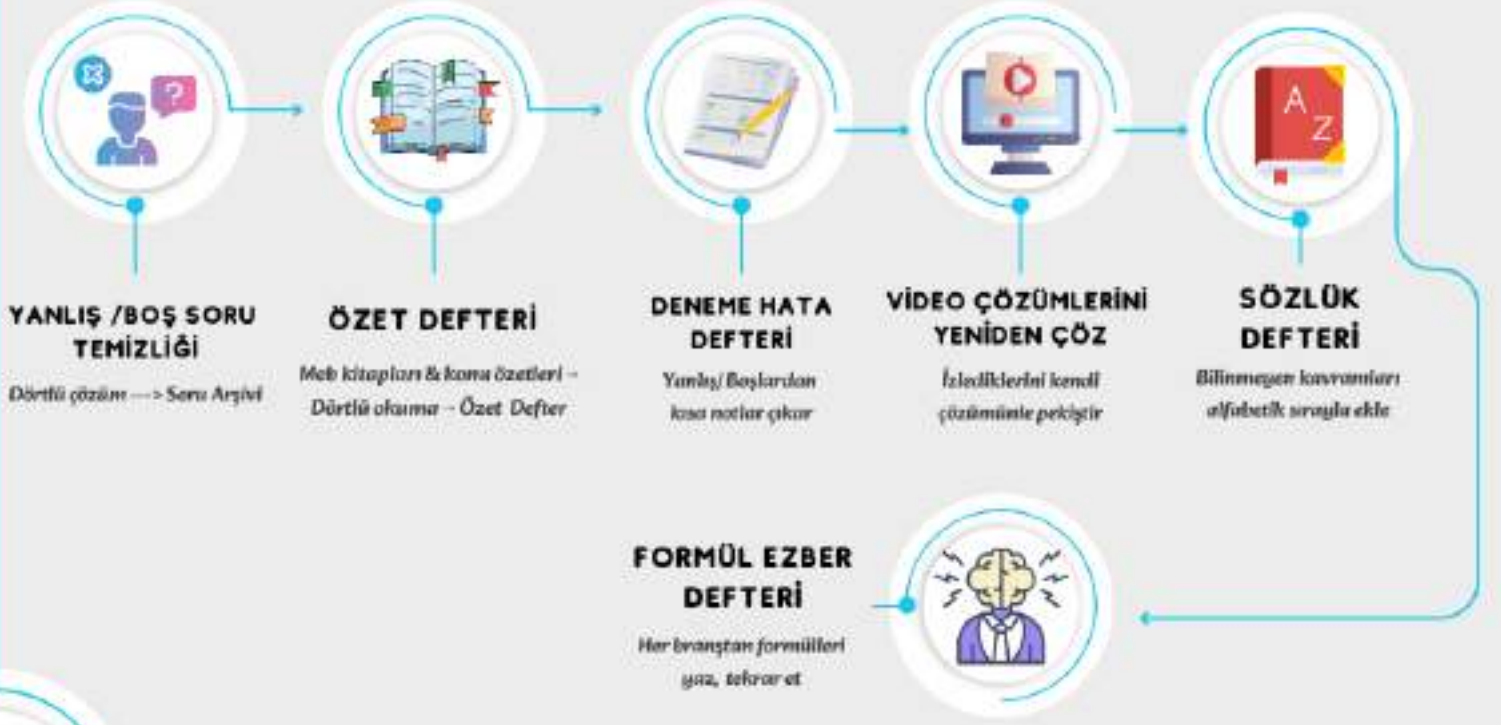 YANLIŞ /BOŞ SORU
TEMİZLİĞİ
Dörtlü çözüm ---> Soru Arşivi
ÖZET DEFTERİ
Meb kitapları & konu özetleri –
Dörtlü okuma – Özet Defter
DENEME HATA
DEFTERİ
Yanlış/Boşlardan
kısa notlar çıkar
VİDEO ÇÖZÜMLERİNİ
YENİDEN ÇÖZ
İzlediklerini kendi
çözümünle pekiştir
SÖZLÜK
DEFTERİ
A
Z
Bilinmeyen kavramları
alfabetik sırayla ekle
FORMÜL EZBER
DEFTERİ
Her branştan formülleri
yaz, tekrar et